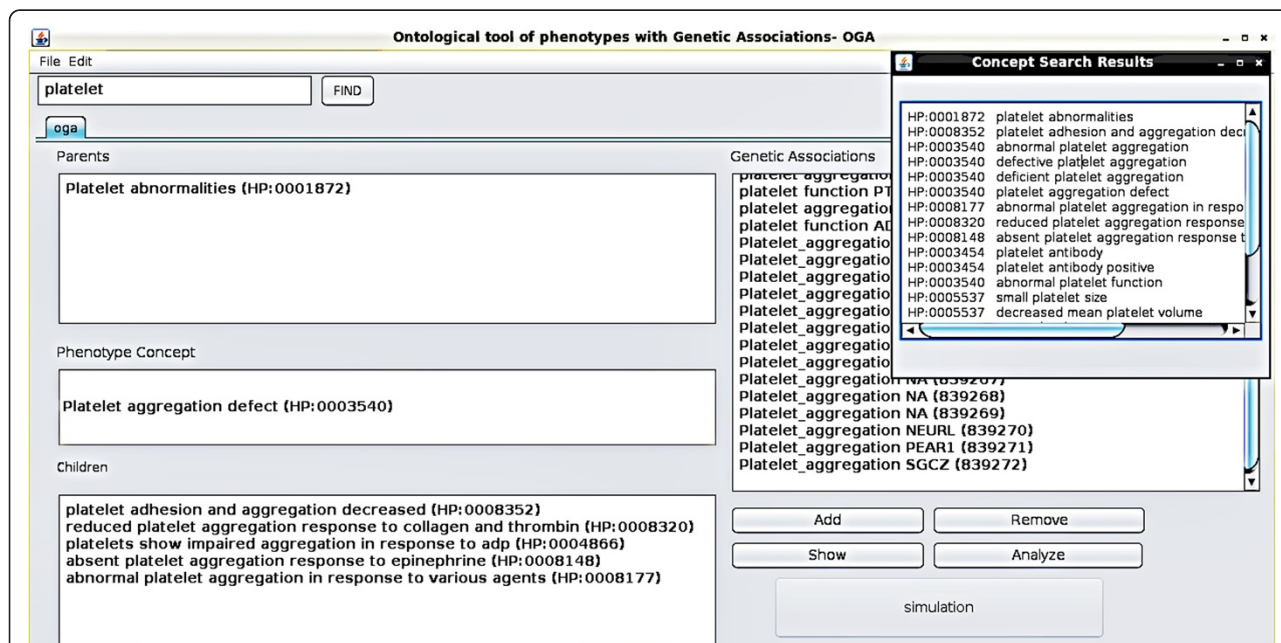 Ontological tool of phenotypes with Genetic Associations- OGA
File Edit
platelet
FIND
oga
Parents
Platelet abnormalities (HP:0001872)
Phenotype Concept
Platelet aggregation defect (HP:0003540)
Children
platelet adhesion and aggregation decreased (HP:0008352)
reduced platelet aggregation response to collagen and thrombin (HP:0008320)
platelets show impaired aggregation in response to adp (HP:0004866)
absent platelet aggregation response to epinephrine (HP:0008148)
abnormal platelet aggregation in response to various agents (HP:0008177)
Genetic Associations
platelet aggregation
platelet function PT
platelet aggregatio
platelet function AD
Platelet_aggregatio
Platelet_aggregatio
Platelet_aggregatio
Platelet_aggregatio
Platelet_aggregatio
Platelet_aggregatio
Platelet_aggregatio
Platelet_aggregatio
Platelet_aggregation NA (839267)
Platelet_aggregation NA (839268)
Platelet_aggregation NA (839269)
Platelet_aggregation NEURL (839270)
Platelet_aggregation PEAR1 (839271)
Platelet_aggregation SGCZ (839272)
Add
Remove
Show
Analyze
simulation
Concept Search Results
HP:0001872 platelet abnormalities
HP:0008352 platelet adhesion and aggregation decr
HP:0003540 abnormal platelet aggregation
HP:0003540 defective platelet aggregation
HP:0003540 deficient platelet aggregation
HP:0003540 platelet aggregation defect
HP:0008177 abnormal platelet aggregation in respo
HP:0008320 reduced platelet aggregation response
HP:0008148 absent platelet aggregation response t
HP:0003454 platelet antibody
HP:0003454 platelet antibody positive
HP:0003540 abnormal platelet function
HP:0005537 small platelet size
HP:0005537 decreased mean platelet volume